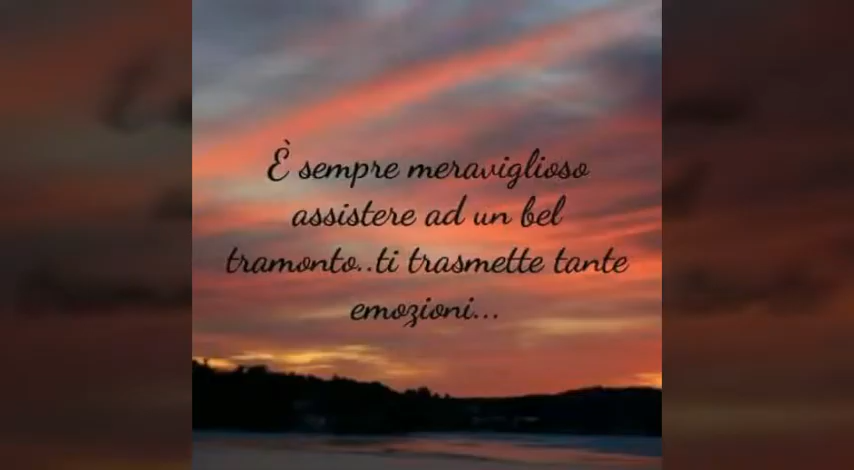 È sempre meraviglioso
assistere ad un bel
tramonto..ti trasmette tante
emozioni...